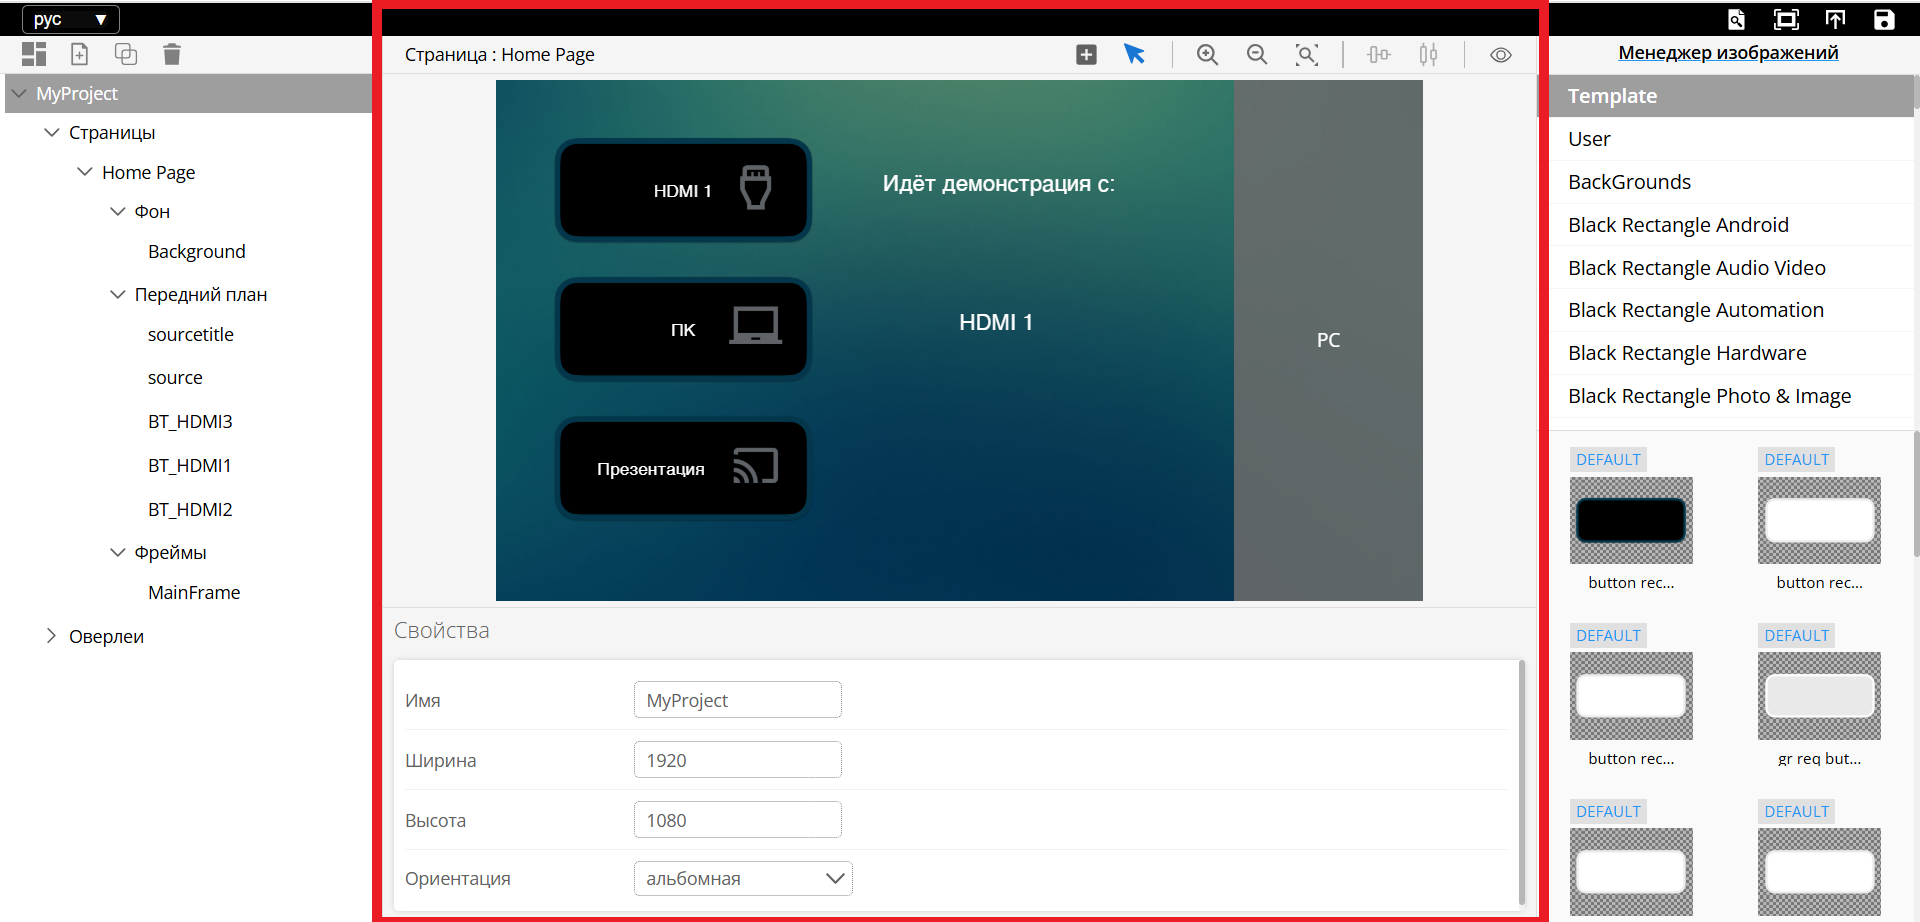 рус ▼
MyProject
Страницы
Home Page
Фон
Background
Передний план
sourcetitle
source
BT_HDMI3
BT_HDMI1
BT_HDMI2
Фреймы
MainFrame
Оверлеи
Страница : Home Page
HDMI 1
ПК
Презентация
Идёт демонстрация с:
HDMI 1
PC
Свойства
Имя MyProject
Ширина 1920
Высота 1080
Ориентация альбомная
Менеджер изображений
Template
User
BackGrounds
Black Rectangle Android
Black Rectangle Audio Video
Black Rectangle Automation
Black Rectangle Hardware
Black Rectangle Photo & Image
DEFAULT DEFAULT
button rec... button rec...
DEFAULT DEFAULT
button rec... gr req but...
DEFAULT DEFAULT